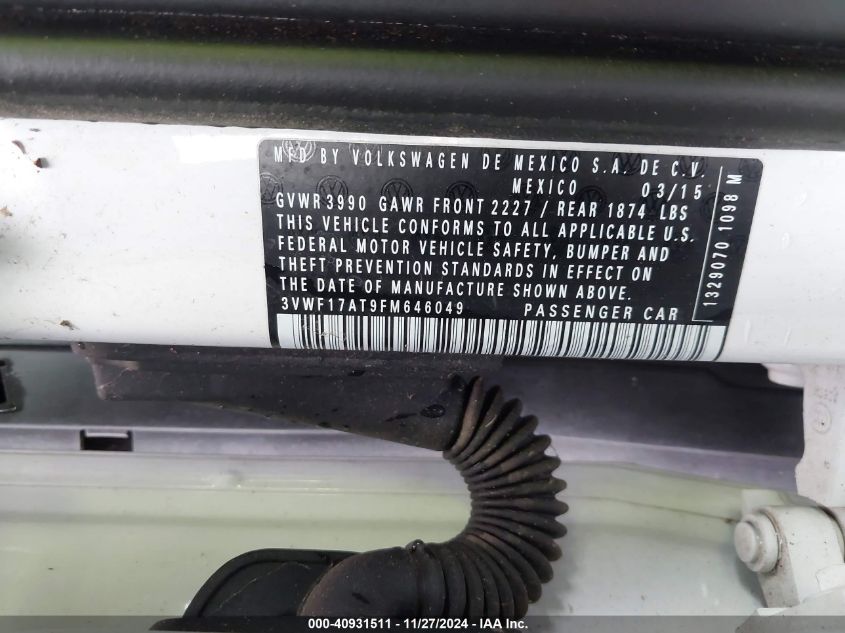 MFD BY VOLKSWAGEN DE MEXICO S.A. DE C.V.
MEXICO 03/15
GVWR 3990 GAWR FRONT 2227 / REAR 1874 LBS
THIS VEHICLE CONFORMS TO ALL APPLICABLE U.S.
FEDERAL MOTOR VEHICLE SAFETY, BUMPER AND
THEFT PREVENTION STANDARDS IN EFFECT ON
THE DATE OF MANUFACTURE SHOWN ABOVE.
3VWF17AT9FM646049 PASSENGER CAR
1329070 1098 M
000-40931511 - 11/27/2024 - IAA Inc.